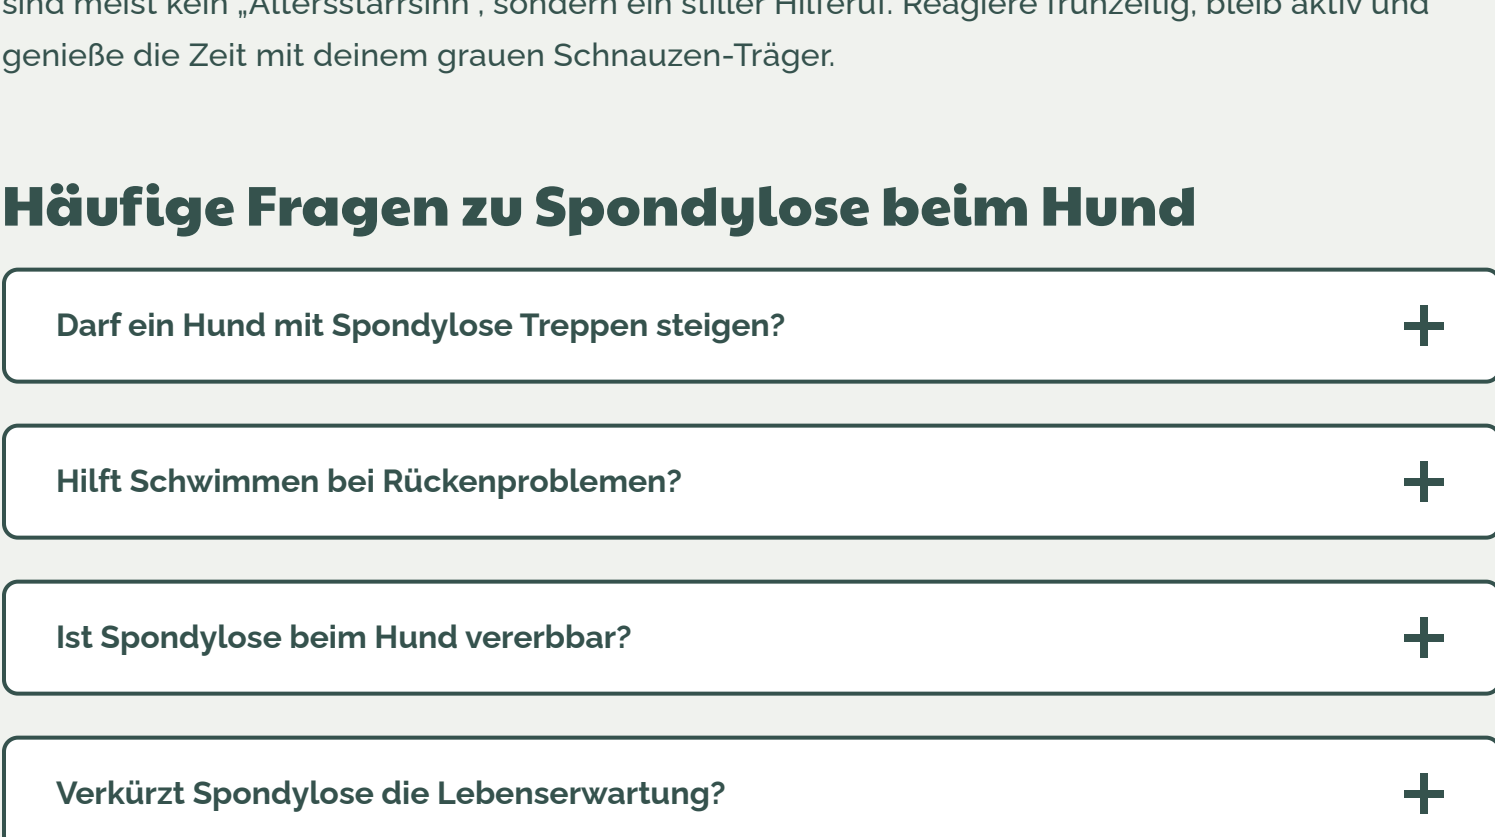 sind meist kein „Altersstarrsinn“, sondern ein stiller Hilferuf. Reagiere frühzeitig, bleib aktiv und
genieße die Zeit mit deinem grauen Schnauzen-Träger.
Häufige Fragen zu Spondylose beim Hund
Darf ein Hund mit Spondylose Treppen steigen?
Hilft Schwimmen bei Rückenproblemen?
Ist Spondylose beim Hund vererbbar?
Verkürzt Spondylose die Lebenserwartung?